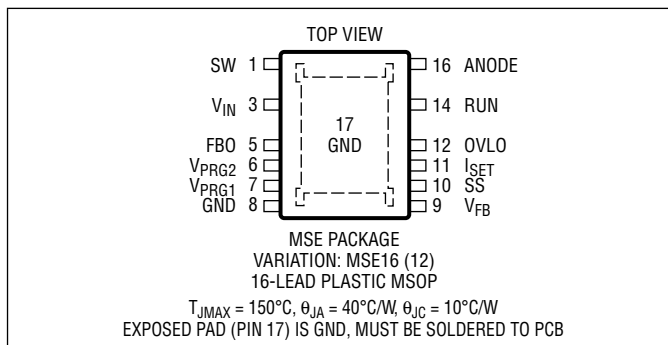 TOP VIEW
SW 1
16 ANODE
VIN 3
14 RUN
17
GND
FBO 5
12 OVLO
VPRG2 6
11 ISET
VPRG1 7
10 SS
GND 8
9 VFB
MSE PACKAGE
VARIATION: MSE16 (12)
16-LEAD PLASTIC MSOP
TJMAX = 150°C, θJA = 40°C/W, θJC = 10°C/W
EXPOSED PAD (PIN 17) IS GND, MUST BE SOLDERED TO PCB